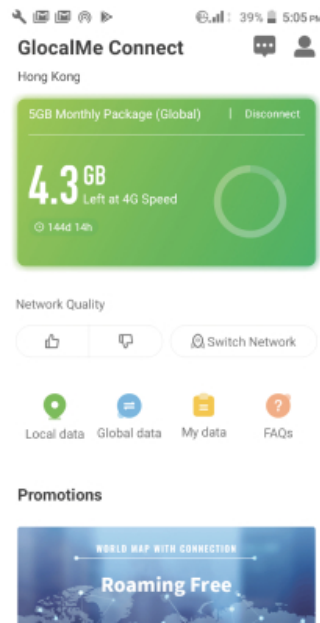 39% 5:05 PM
GlocalMe Connect
Hong Kong
5GB Monthly Package (Global) | Disconnect
4.3 GB
Left at 4G Speed
144d 14h
Network Quality
Switch Network
Local data Global data My data FAQs
Promotions
WORLD MAP WITH CONNECTION
Roaming Free